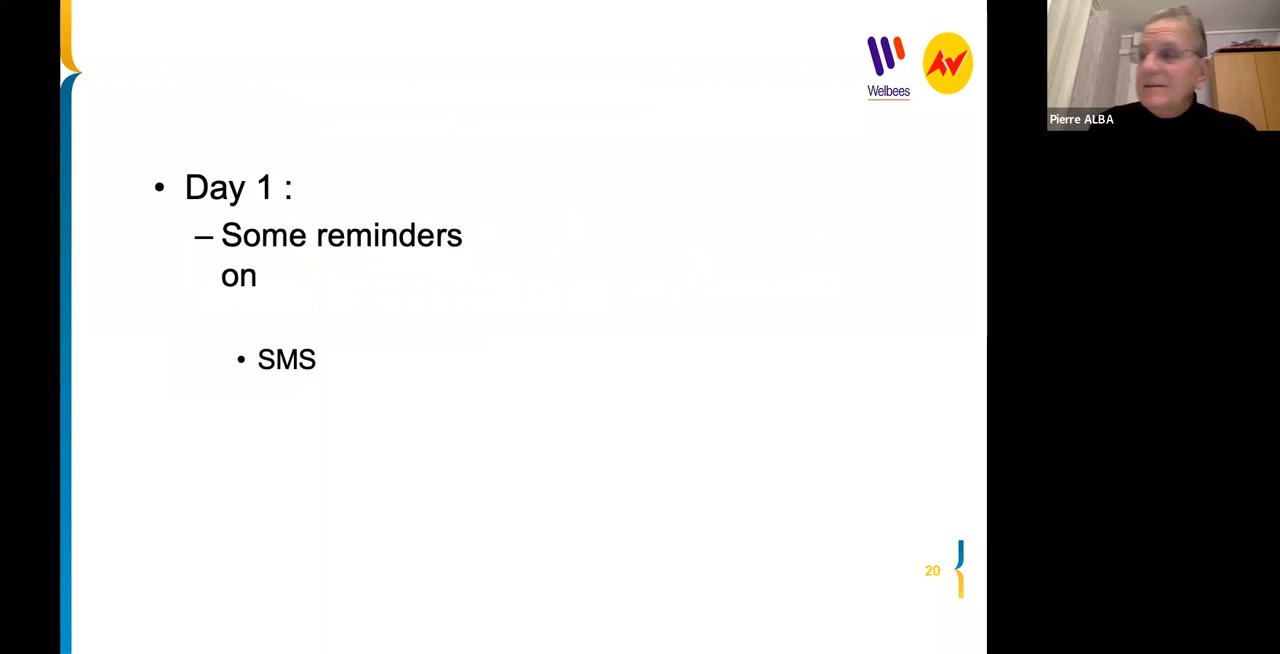 Welbees
Pierre ALBA
• Day 1 :
– Some reminders
on
• SMS
20